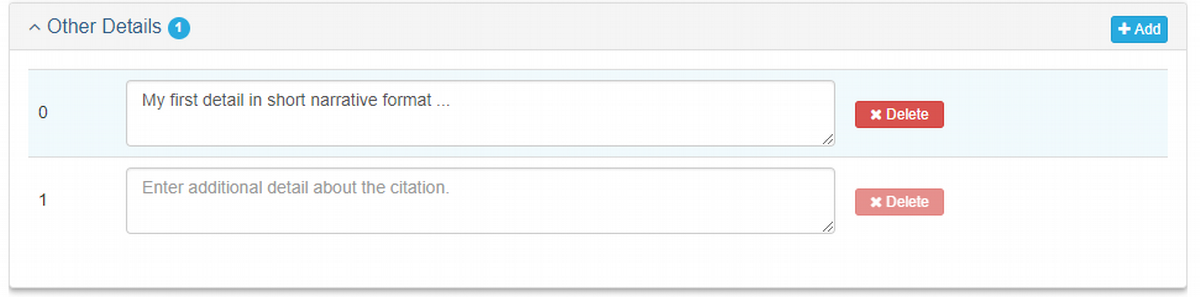 Other Details 1
Add
0
My first detail in short narrative format ...
Delete
1
Enter additional detail about the citation.
Delete